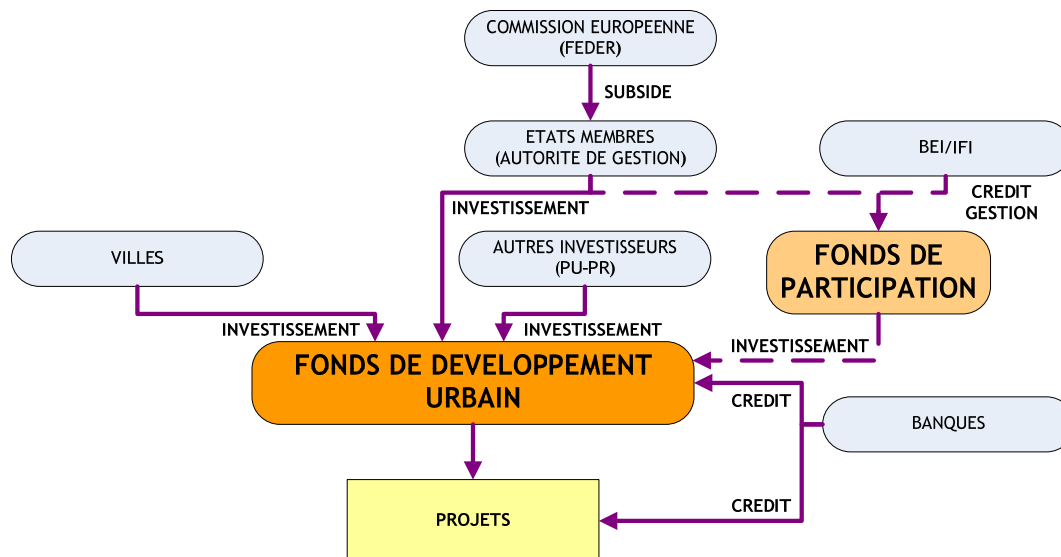 COMMISSION EUROPEENNE
(FEDER)
SUBSIDE
ETATS MEMBRES
(AUTORITE DE GESTION)
BEI/IFI
INVESTISSEMENT
CREDIT
GESTION
VILLES
AUTRES INVESTISSEURS
(PU-PR)
FONDS DE
PARTICIPATION
INVESTISSEMENT
INVESTISSEMENT
INVESTISSEMENT
FONDS DE DEVELOPPEMENT
URBAIN
CREDIT
BANQUES
CREDIT
PROJETS